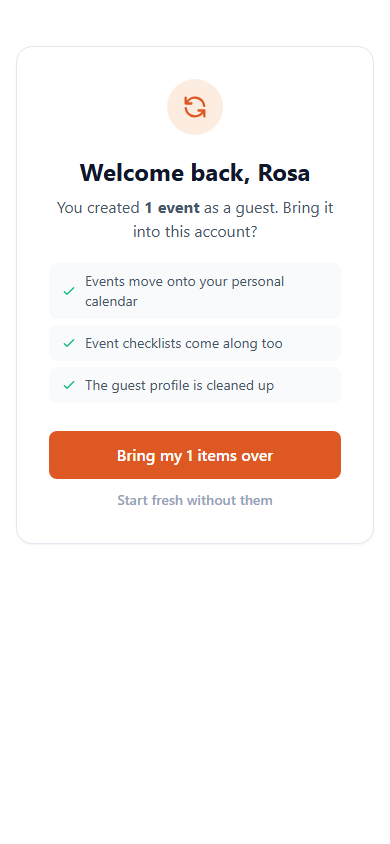 Welcome back, Rosa
You created 1 event as a guest. Bring it
into this account?
Events move onto your personal
calendar
Event checklists come along too
The guest profile is cleaned up
Bring my 1 items over
Start fresh without them